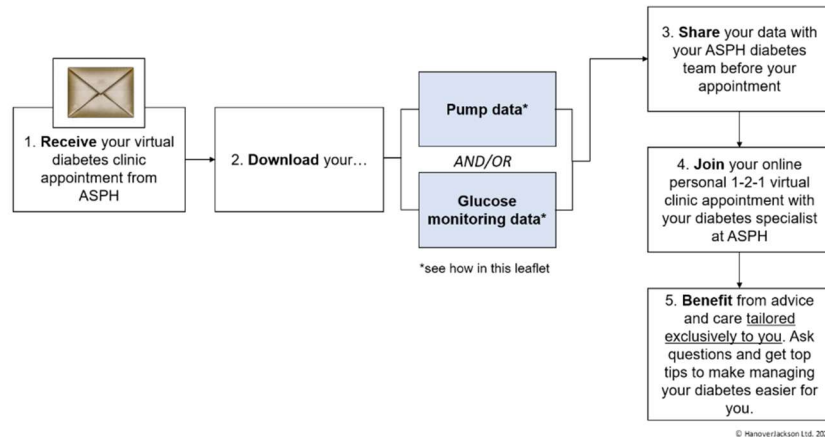 1. Receive your virtual
diabetes clinic
appointment from
ASPH
2. Download your…
Pump data*
AND/OR
Glucose
monitoring data*
*see how in this leaflet
3. Share your data with
your ASPH diabetes
team before your
appointment
4. Join your online
personal 1-2-1 virtual
clinic appointment with
your diabetes specialist
at ASPH
5. Benefit from advice
and care tailored
exclusively to you. Ask
questions and get top
tips to make managing
your diabetes easier for
you.
© HanoverJackson Ltd.